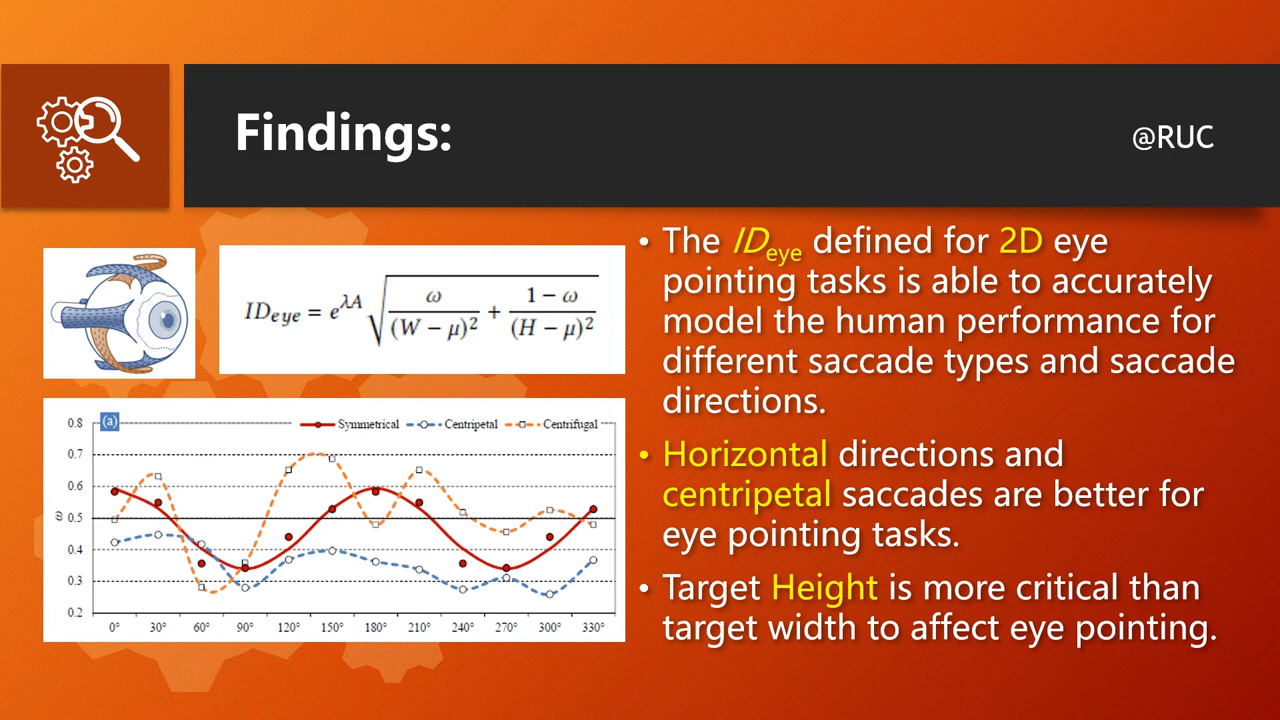 Findings:
@RUC
ID_eye = e^{λA} √( ω / (W − μ)² + (1 − ω) / (H − μ)² )
(a)
Symmetrical Centripetal Centrifugal
0.8
0.7
0.6
0.5
0.4
0.3
0.2
ω
0° 30° 60° 90° 120° 150° 180° 210° 240° 270° 300° 330°
• The IDeye defined for 2D eye
pointing tasks is able to accurately
model the human performance for
different saccade types and saccade
directions.
• Horizontal directions and
centripetal saccades are better for
eye pointing tasks.
• Target Height is more critical than
target width to affect eye pointing.